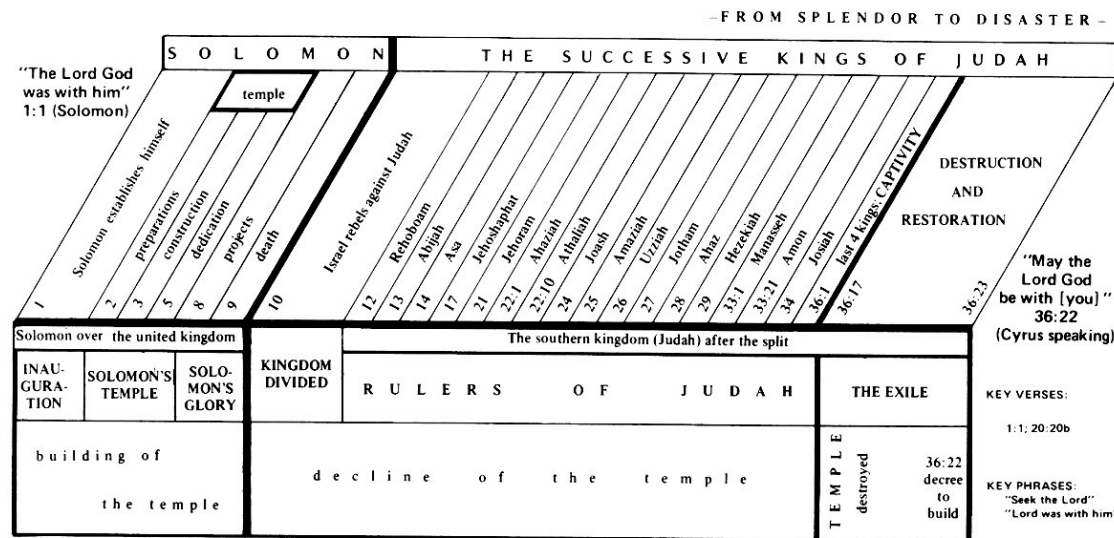 –FROM SPLENDOR TO DISASTER–
SOLOMON
THE SUCCESSIVE KINGS OF JUDAH
"The Lord God
was with him"
1:1 (Solomon)
temple
Solomon establishes himself
preparations
construction
dedication
projects
death
Israel rebels against Judah
Rehoboam
Abijah
Asa
Jehoshaphat
Jehoram
Ahaziah
Athaliah
Joash
Amaziah
Uzziah
Jotham
Ahaz
Hezekiah
Manasseh
Amon
Josiah
last 4 kings; CAPTIVITY
DESTRUCTION
AND
RESTORATION
1
2
3
5
8
9
10
12
13
14
17
21
22:1
22:10
24
25
26
27
28
29
33:1
33:21
34
36:1
36:17
36:23
"May the
Lord God
be with [you]"
36:22
(Cyrus speaking)
Solomon over the united kingdom
The southern kingdom (Judah) after the split
INAU-
GURA-
TION
SOLOMON'S
TEMPLE
SOLO-
MON'S
GLORY
KINGDOM
DIVIDED
RULERS OF JUDAH
THE EXILE
building of
the temple
decline of the temple
TEMPLE
destroyed
36:22
decree
to
build
KEY VERSES:
1:1; 20:20b
KEY PHRASES:
"Seek the Lord"
"Lord was with him"